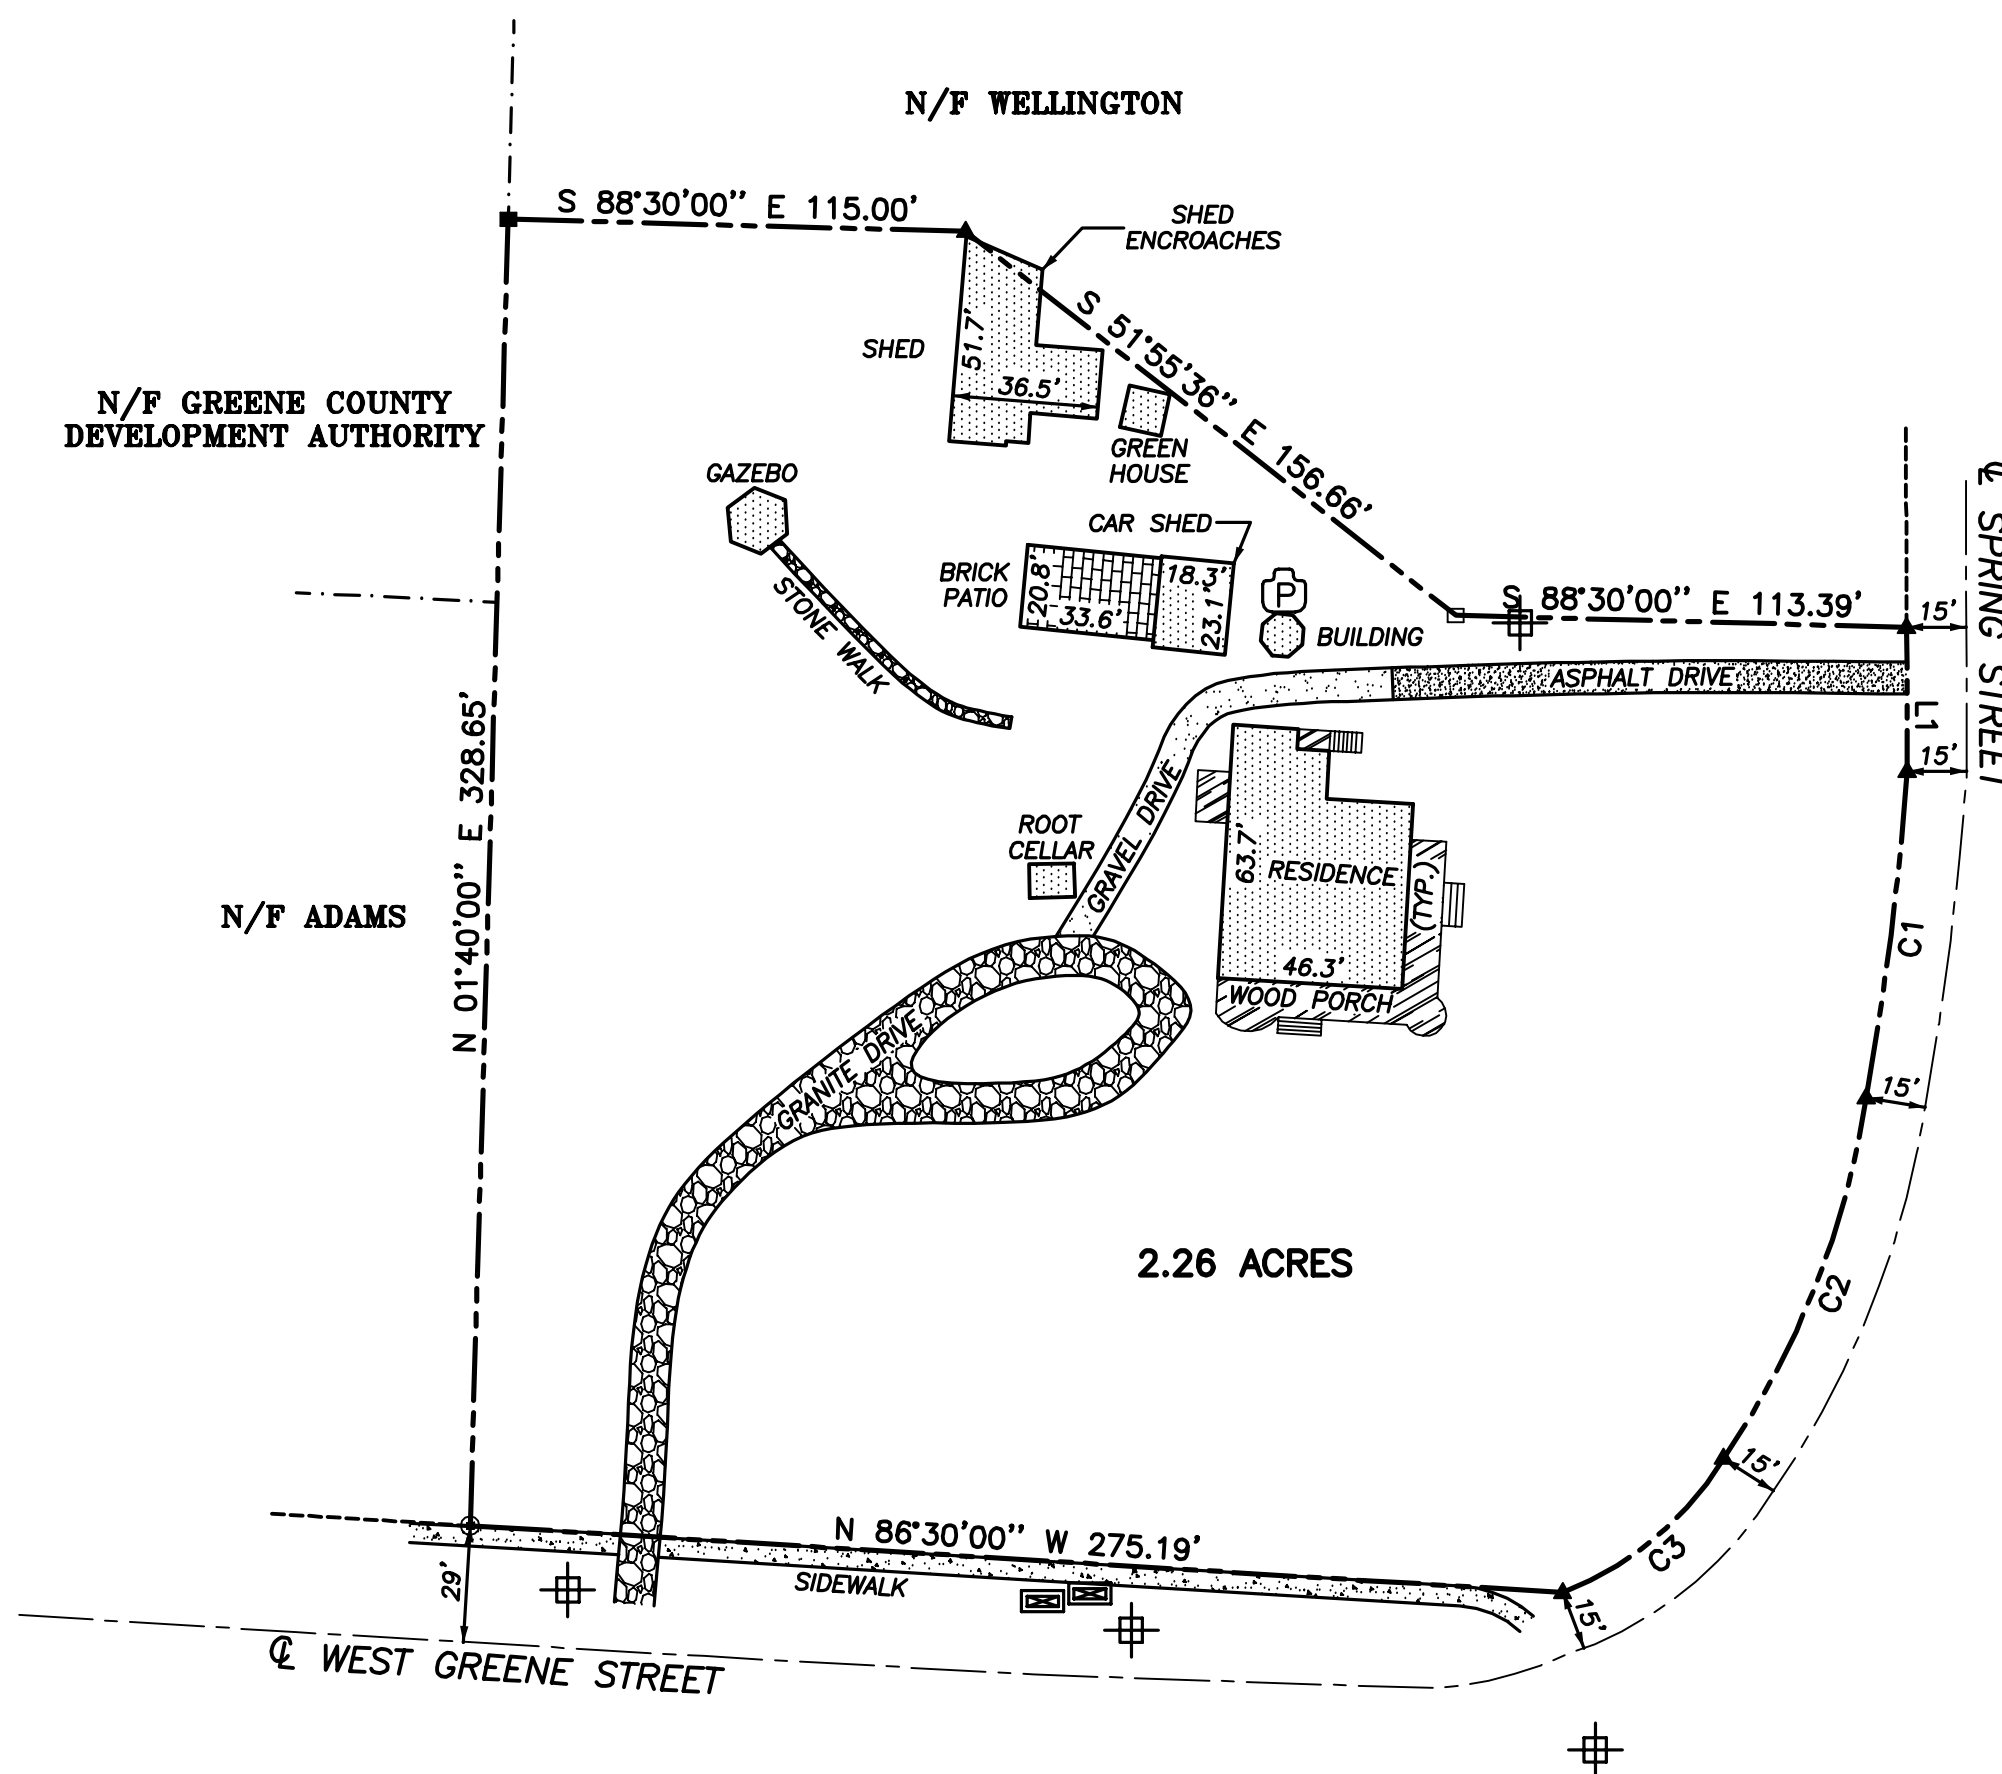 N/F WELLINGTON
S 88°30'00" E 115.00'
SHED
ENCROACHES
SHED
51.7'
36.5'
S 51°55'36" E 156.66'
N/F GREENE COUNTY
DEVELOPMENT AUTHORITY
GREEN
HOUSE
GAZEBO
STONE WALK
CAR SHED
BRICK
PATIO
20.8'
33.6'
18.3'
23.1'
P
BUILDING
S 88°30'00" E 113.39'
15'
℄ SPRING STREET
ASPHALT DRIVE
L1
15'
N 01°40'00" E 328.65'
ROOT
CELLAR
GRAVEL DRIVE
63.7'
RESIDENCE
(TYP.)
46.3'
WOOD PORCH
N/F ADAMS
C1
GRANITE DRIVE
15'
2.26 ACRES
C2
15'
C3
N 86°30'00" W 275.19'
SIDEWALK
29'
15'
℄ WEST GREENE STREET